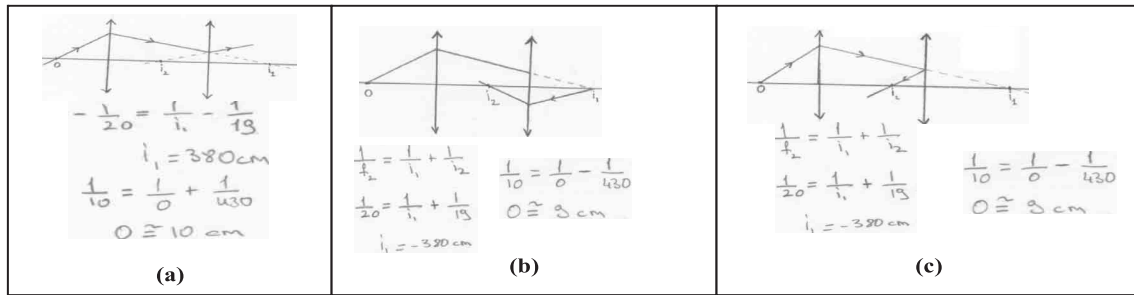 o i₂ i₁
- 1/20 = 1/i₁ - 1/19
i₁ = 380 cm
1/10 = 1/o + 1/430
o ≅ 10 cm
(a)
o i₂ i₁
1/f₂ = 1/i₁ + 1/i₂
1/20 = 1/i₁ + 1/19
i₁ = -380 cm
1/10 = 1/o - 1/430
o ≅ 9 cm
(b)
o i₂ i₁
1/f₂ = 1/i₁ + 1/i₂
1/20 = 1/i₁ + 1/19
i₁ = -380 cm
1/10 = 1/o - 1/430
o ≅ 9 cm
(c)